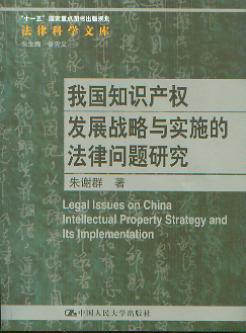 "十一五"国家重点图书出版规划
法律科学文库
我国知识产权
发展战略与实施的
法律问题研究
朱谢群 著
Legal Issues on China
Intellectual Property Strategy and
Its Implementation
中国人民大学出版社